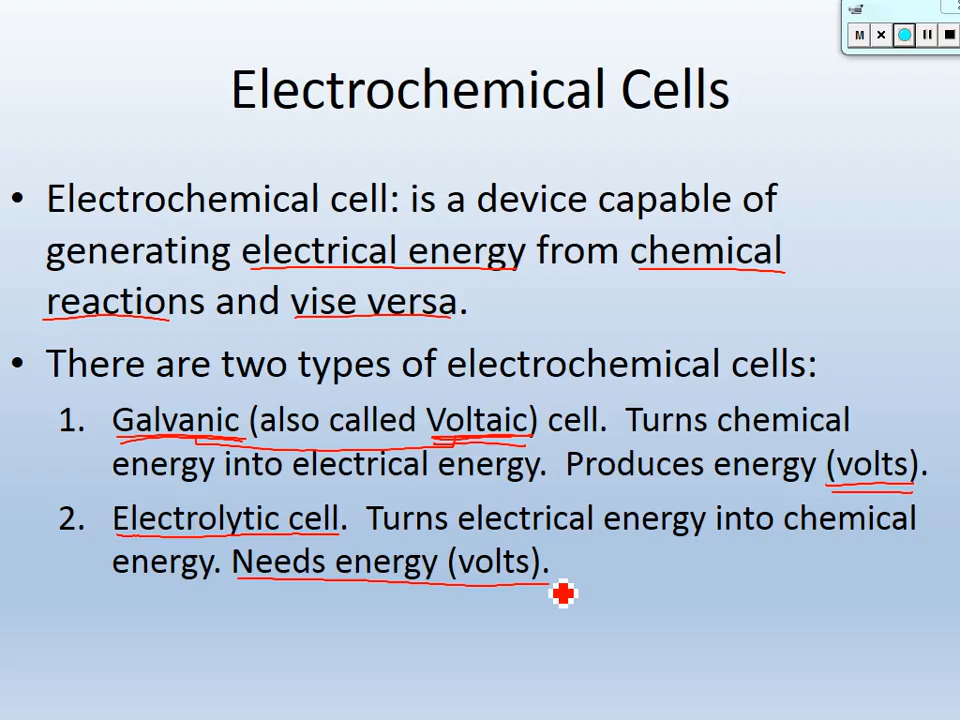 M
Electrochemical Cells
• Electrochemical cell: is a device capable of
generating electrical energy from chemical
reactions and vise versa.
• There are two types of electrochemical cells:
1. Galvanic (also called Voltaic) cell. Turns chemical
energy into electrical energy. Produces energy (volts).
2. Electrolytic cell. Turns electrical energy into chemical
energy. Needs energy (volts).